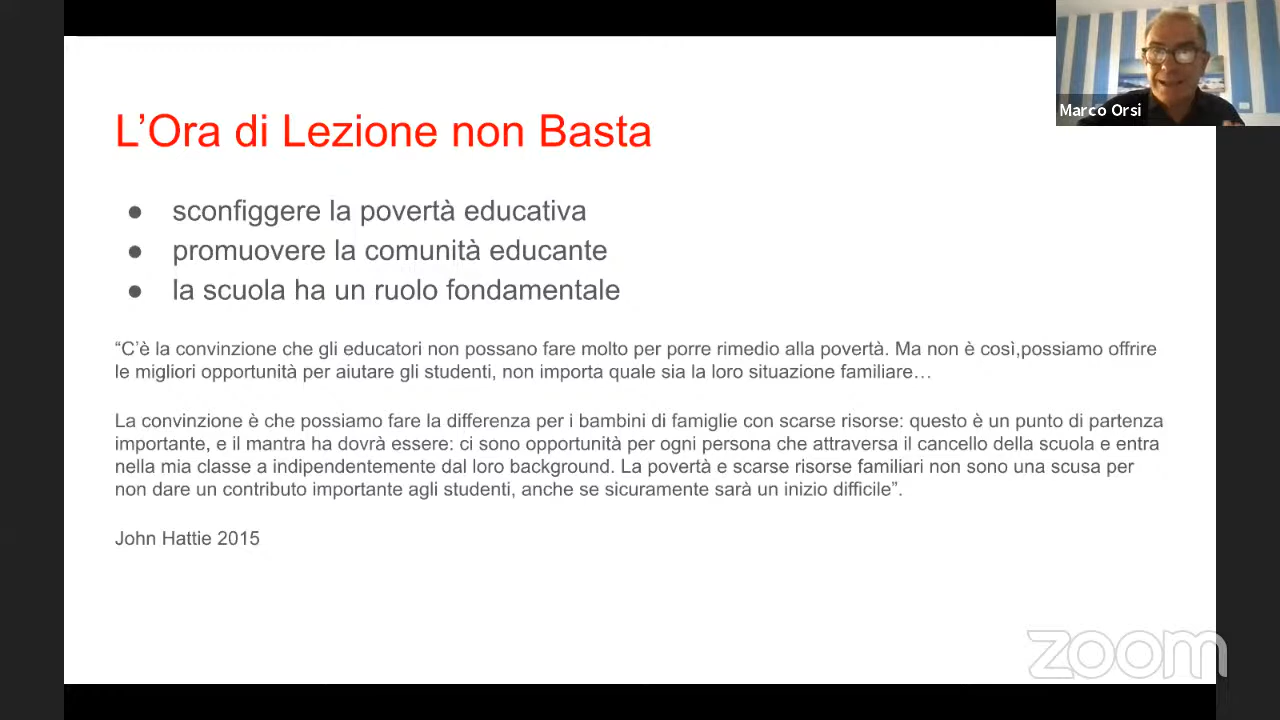 Marco Orsi
L’Ora di Lezione non Basta
● sconfiggere la povertà educativa
● promuovere la comunità educante
● la scuola ha un ruolo fondamentale
“C’è la convinzione che gli educatori non possano fare molto per porre rimedio alla povertà. Ma non è così,possiamo offrire
le migliori opportunità per aiutare gli studenti, non importa quale sia la loro situazione familiare…
La convinzione è che possiamo fare la differenza per i bambini di famiglie con scarse risorse: questo è un punto di partenza
importante, e il mantra ha dovrà essere: ci sono opportunità per ogni persona che attraversa il cancello della scuola e entra
nella mia classe a indipendentemente dal loro background. La povertà e scarse risorse familiari non sono una scusa per
non dare un contributo importante agli studenti, anche se sicuramente sarà un inizio difficile”.
John Hattie 2015
zoom